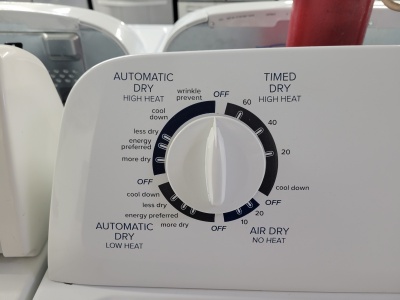 AUTOMATIC
DRY
HIGH HEAT
wrinkle
prevent
OFF
TIMED
DRY
HIGH HEAT
cool
down
60
40
less dry
energy
preferred
more dry
20
OFF
cool down
cool down
less dry
energy preferred
more dry
OFF
OFF
20
10
AUTOMATIC
DRY
LOW HEAT
AIR DRY
NO HEAT